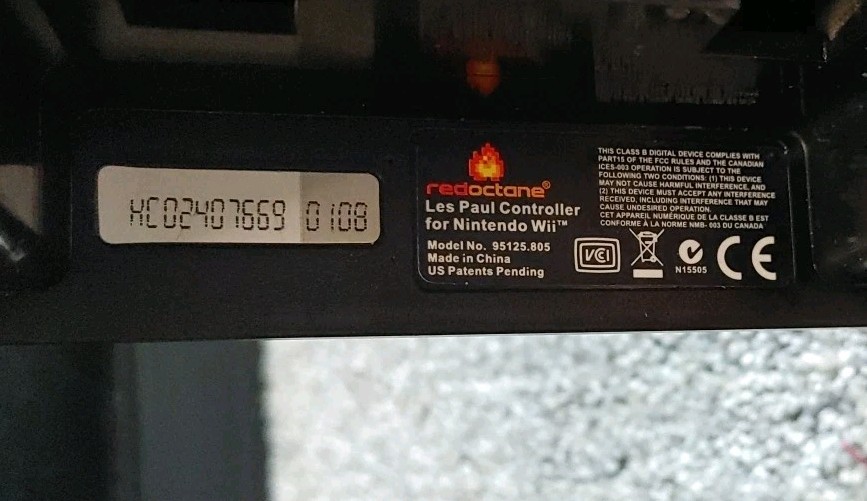 HC02407669 0108
redoctane®
Les Paul Controller
for Nintendo Wii™
Model No. 95125.805
Made in China
US Patents Pending
THIS CLASS B DIGITAL DEVICE COMPLIES WITH
PART15 OF THE FCC RULES AND THE CANADIAN
ICES-003 OPERATION IS SUBJECT TO THE
FOLLOWING TWO CONDITIONS: (1) THIS DEVICE
MAY NOT CAUSE HARMFUL INTERFERENCE, AND
(2) THIS DEVICE MUST ACCEPT ANY INTERFERENCE
RECEIVED, INCLUDING INTERFERENCE THAT MAY
CAUSE UNDESIRED OPERATION.
CET APPAREIL NUMÉRIQUE DE LA CLASSE B EST
CONFORME À LA NORME NMB- 003 DU CANADA
VCI
N15505
CE